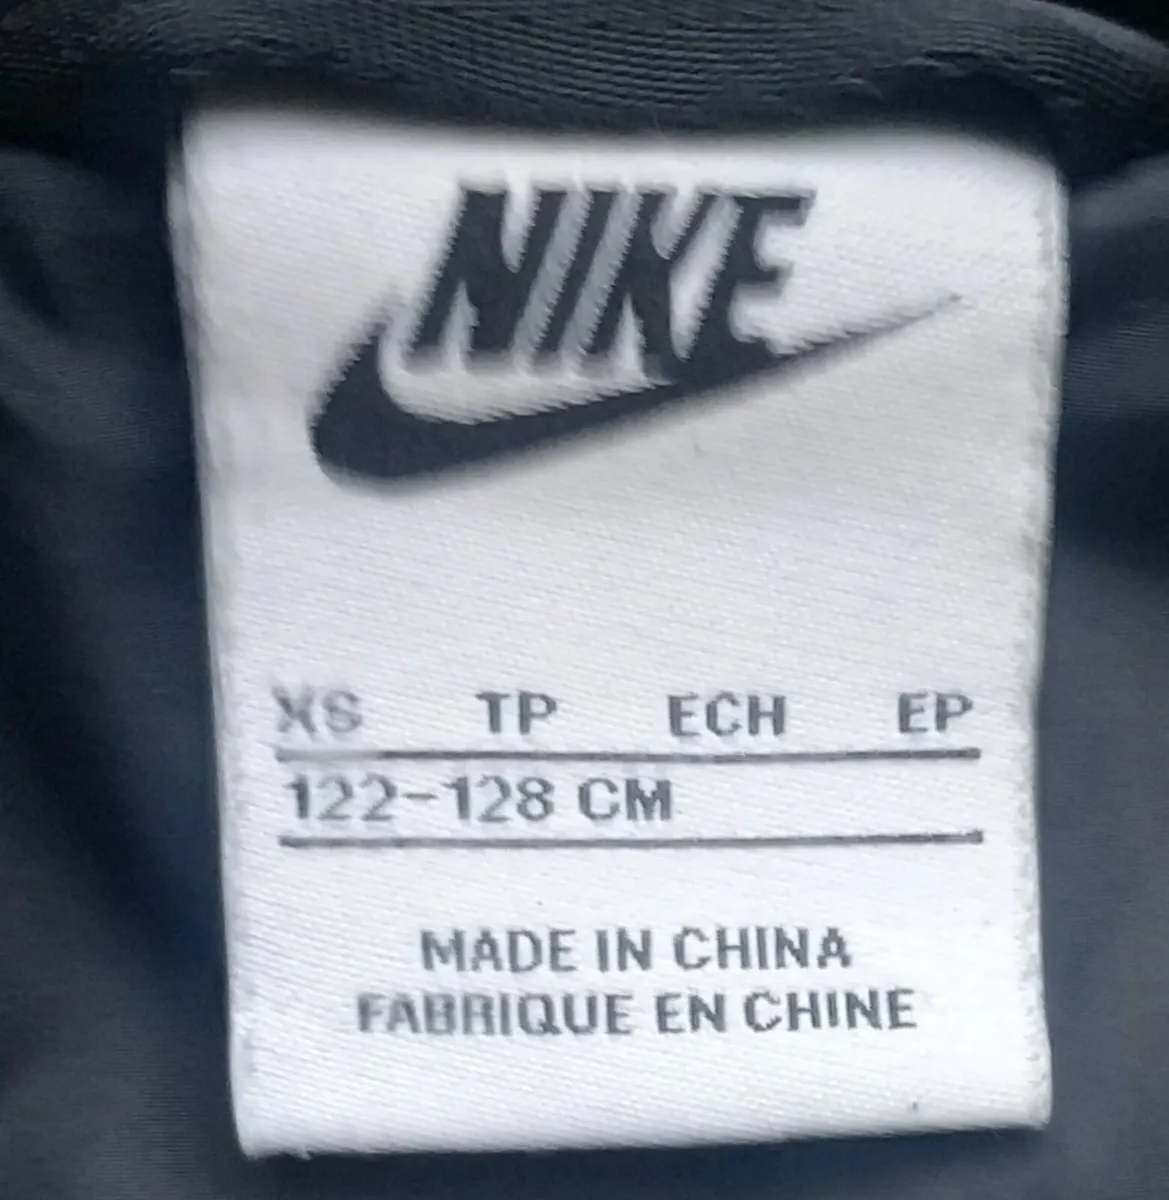 NIKE
XS TP ECH EP
122-128 CM
MADE IN CHINA
FABRIQUE EN CHINE